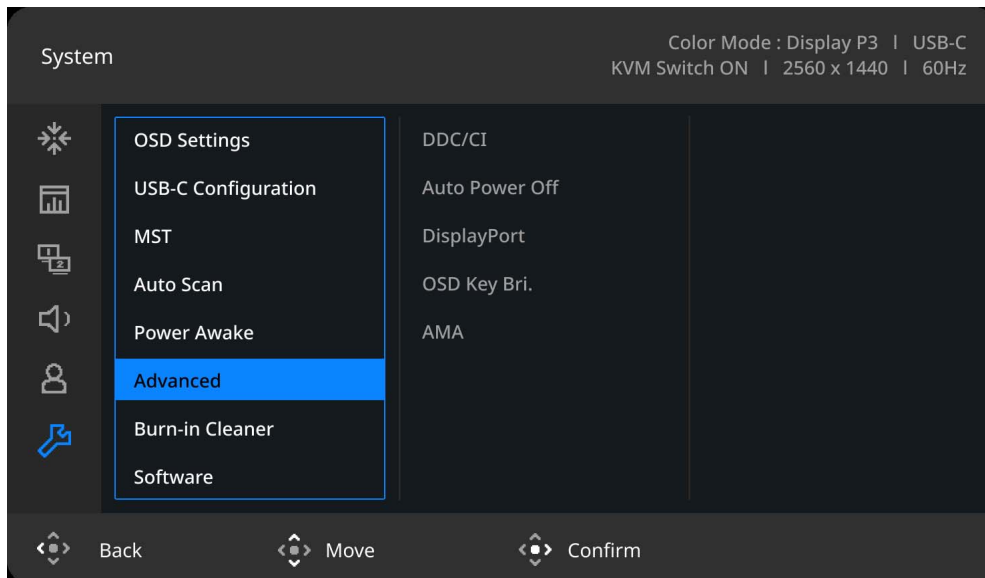 System
Color Mode : Display P3 l USB-C
KVM Switch ON l 2560 x 1440 l 60Hz
OSD Settings
USB-C Configuration
MST
Auto Scan
Power Awake
Advanced
Burn-in Cleaner
Software
DDC/CI
Auto Power Off
DisplayPort
OSD Key Bri.
AMA
1
2
Back
Move
Confirm